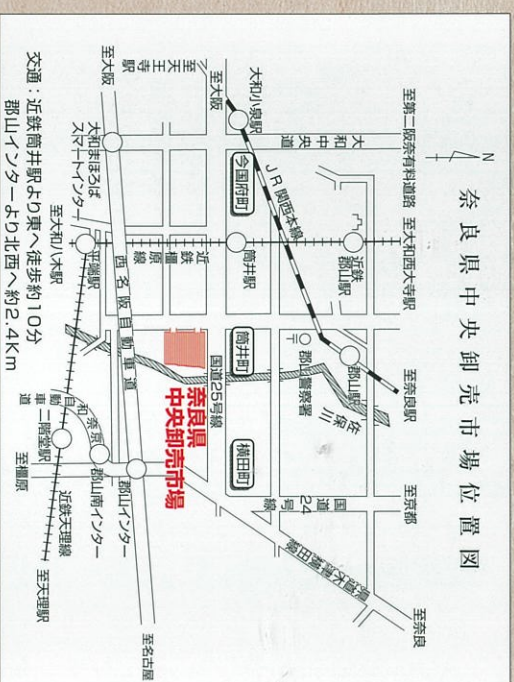 奈良県中央卸売市場位置図
N
至第二阪奈有料道路
至大和西大寺駅
至奈良駅
至京都
至奈良
大和中央道
近鉄
郡山駅
郡山駅
佐保川
郡山警察署
大和小泉駅
JR関西本線
至大阪
今国府町
筒井駅
筒井町
横田町
国道24号線
国道25号線
近鉄橿原線
奈良県
中央卸売市場
至天王寺駅
至大阪
西名阪自動車道
大和まほろば
スマートインター
平端駅
至大和八木駅
郡山インター
郡山南インター
京奈和自動車道
二階堂駅
至橿原
近鉄天理線
至天理駅
至名古屋
交通:近鉄筒井駅より東へ徒歩約10分
郡山インターより北西へ約2.4Km